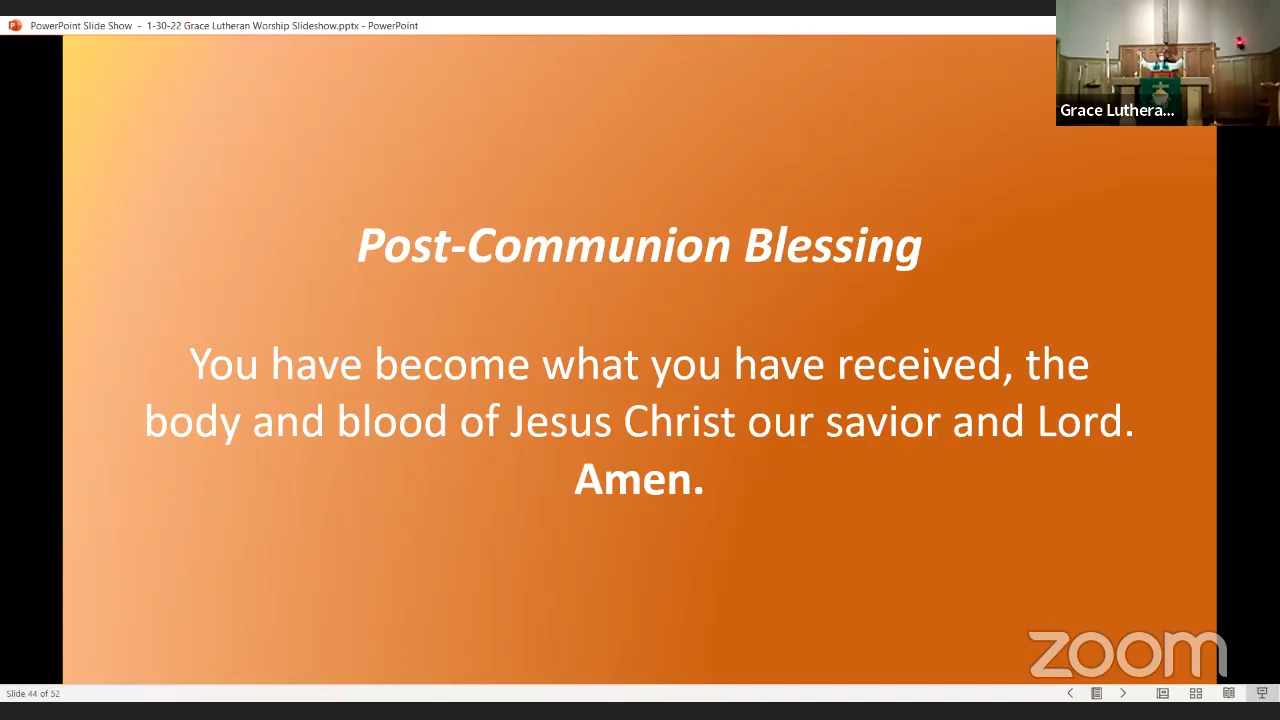 PowerPoint Slide Show - 1-30-22 Grace Lutheran Worship Slideshow.pptx - PowerPoint
Grace Luthera...
Post-Communion Blessing
You have become what you have received, the
body and blood of Jesus Christ our savior and Lord.
Amen.
zoom
Slide 44 of 52